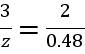 3/z = 2/0.48